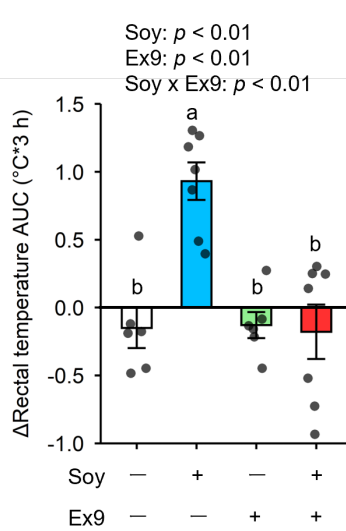 Soy: p < 0.01
Ex9: p < 0.01
Soy x Ex9: p < 0.01
ΔRectal temperature AUC (°C*3 h)
1.5
1.0
0.5
0.0
-0.5
-1.0
a
b
b
b
Soy — + — +
Ex9 — — + +